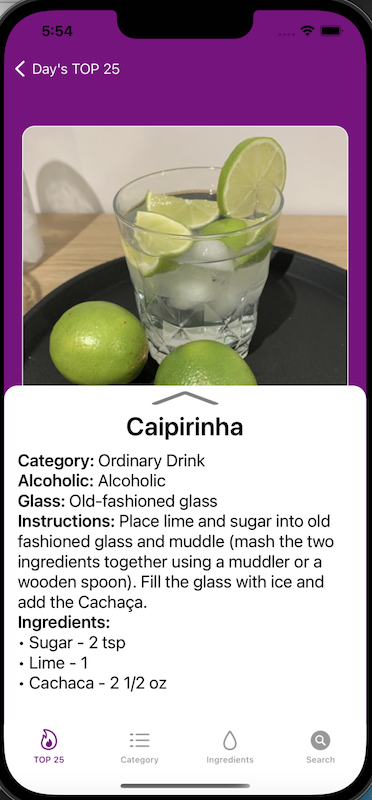 5:54
Day's TOP 25
Caipirinha
Category: Ordinary Drink
Alcoholic: Alcoholic
Glass: Old-fashioned glass
Instructions: Place lime and sugar into old
fashioned glass and muddle (mash the two
ingredients together using a muddler or a
wooden spoon). Fill the glass with ice and
add the Cachaça.
Ingredients:
• Sugar - 2 tsp
• Lime - 1
• Cachaca - 2 1/2 oz
TOP 25 Category Ingredients Search